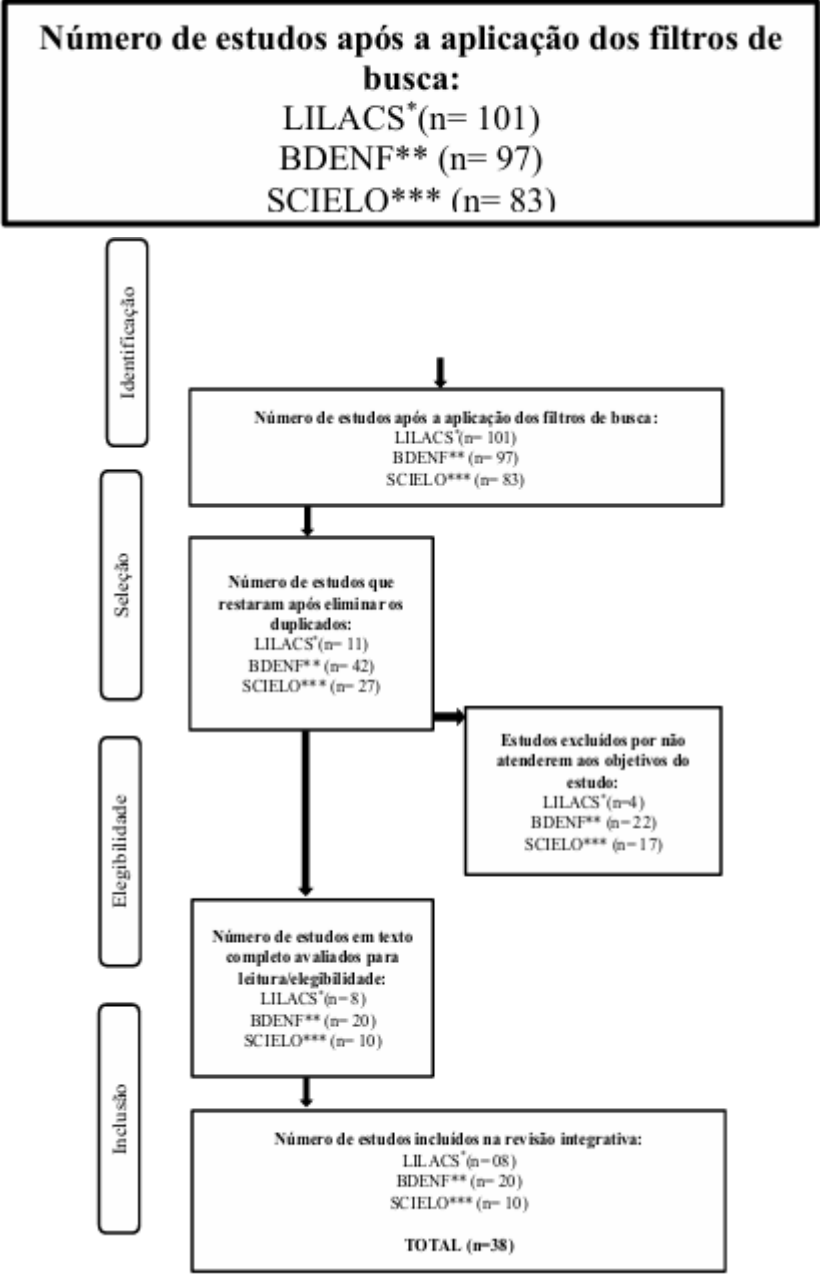 Número de estudos após a aplicação dos filtros de
busca:
LILACS*(n= 101)
BDENF** (n= 97)
SCIELO*** (n= 83)
Identificação
Número de estudos após a aplicação dos filtros de busca:
LILACS*(n= 101)
BDENF** (n= 97)
SCIELO*** (n= 83)
Seleção
Número de estudos que
restaram após eliminar os
duplicados:
LILACS*(n= 11)
BDENF** (n= 42)
SCIELO*** (n= 27)
Elegibilidade
Estudos excluídos por não
atenderem aos objetivos do
estudo:
LILACS*(n=4)
BDENF** (n=22)
SCIELO*** (n=17)
Número de estudos em texto
completo avaliados para
leitura/elegibilidade:
LILACS*(n= 8)
BDENF** (n= 20)
SCIELO*** (n= 10)
Inclusão
Número de estudos incluídos na revisão integrativa:
LILACS*(n=08)
BDENF** (n= 20)
SCIELO*** (n= 10)
TOTAL (n=38)